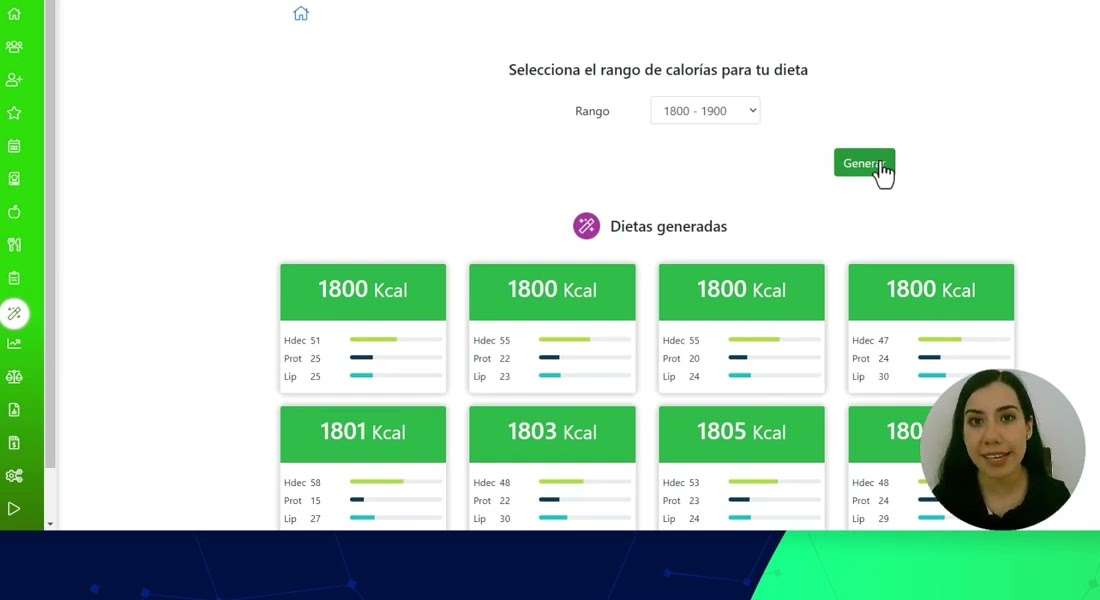 Selecciona el rango de calorías para tu dieta
Rango 1800 - 1900
Generar
Dietas generadas
1800 Kcal 1800 Kcal 1800 Kcal 1800 Kcal
Hdec 51 Hdec 55 Hdec 55 Hdec 47
Prot 25 Prot 22 Prot 20 Prot 24
Lip 25 Lip 23 Lip 24 Lip 30
1801 Kcal 1803 Kcal 1805 Kcal 180
Hdec 58 Hdec 48 Hdec 53 Hdec 48
Prot 15 Prot 22 Prot 23 Prot 24
Lip 27 Lip 30 Lip 24 Lip 29